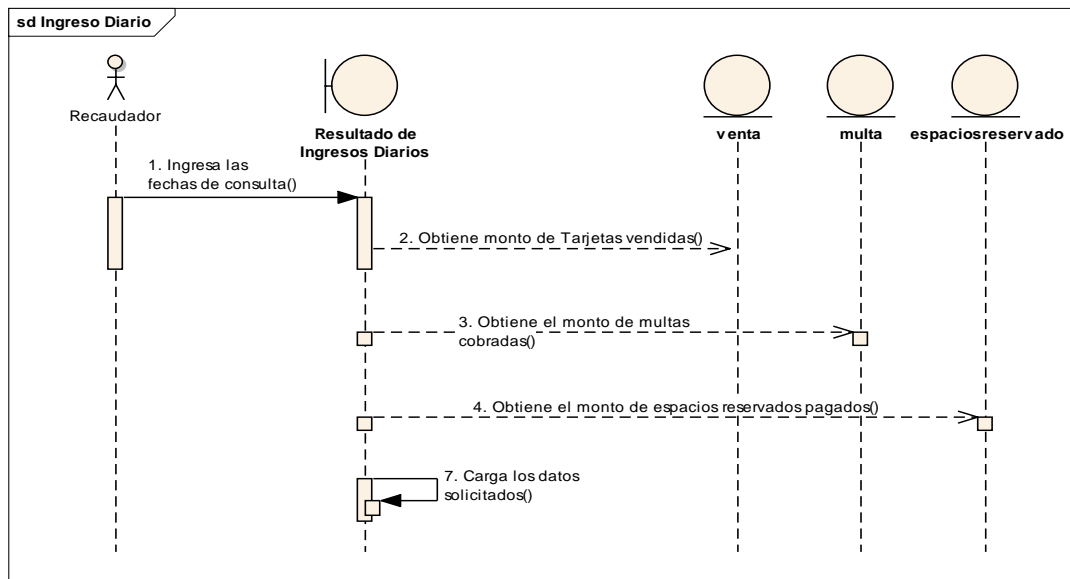 sd Ingreso Diario
Recaudador
Resultado de
Ingresos Diarios
venta
multa
espaciosreservado
1. Ingresa las
fechas de consulta()
2. Obtiene monto de Tarjetas vendidas()
3. Obtiene el monto de multas
cobradas()
4. Obtiene el monto de espacios reservados pagados()
7. Carga los datos
solicitados()